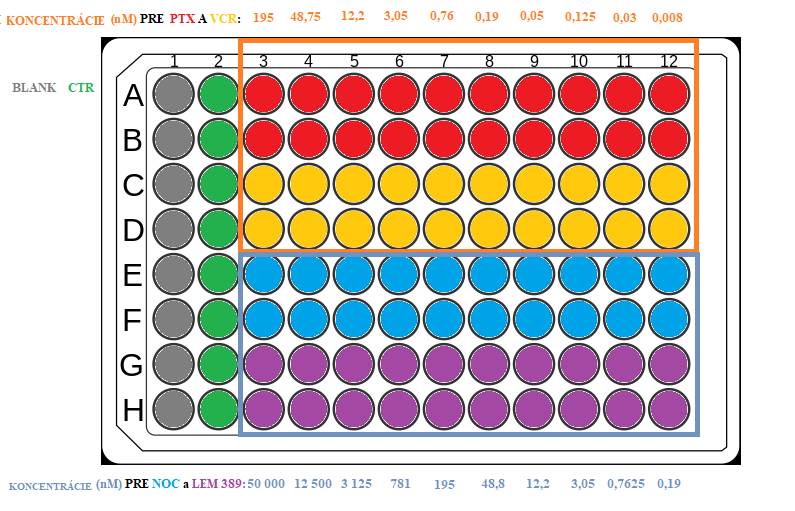 KONCENTRÁCIE (nM) PRE PTX A VCR: 195 48,75 12,2 3,05 0,76 0,19 0,05 0,125 0,03 0,008
1 2 3 4 5 6 7 8 9 10 11 12
BLANK CTR
A
B
C
D
E
F
G
H
KONCENTRÁCIE (nM) PRE NOC a LEM 389: 50 000 12 500 3 125 781 195 48,8 12,2 3,05 0,7625 0,19